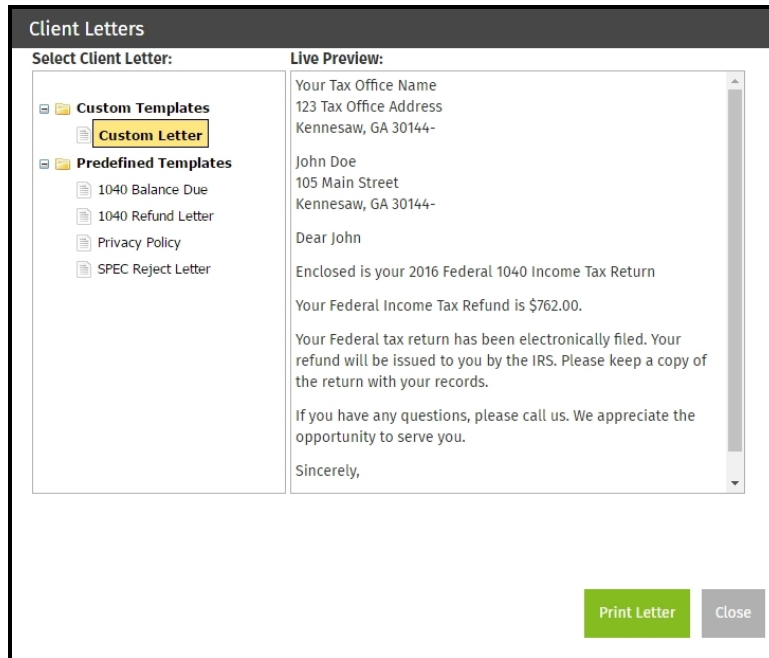 Client Letters
Select Client Letter:
Custom Templates
Custom Letter
Predefined Templates
1040 Balance Due
1040 Refund Letter
Privacy Policy
SPEC Reject Letter
Live Preview:
Your Tax Office Name
123 Tax Office Address
Kennesaw, GA 30144-
John Doe
105 Main Street
Kennesaw, GA 30144-
Dear John
Enclosed is your 2016 Federal 1040 Income Tax Return
Your Federal Income Tax Refund is $762.00.
Your Federal tax return has been electronically filed. Your
refund will be issued to you by the IRS. Please keep a copy of
the return with your records.
If you have any questions, please call us. We appreciate the
opportunity to serve you.
Sincerely,
Print Letter
Close